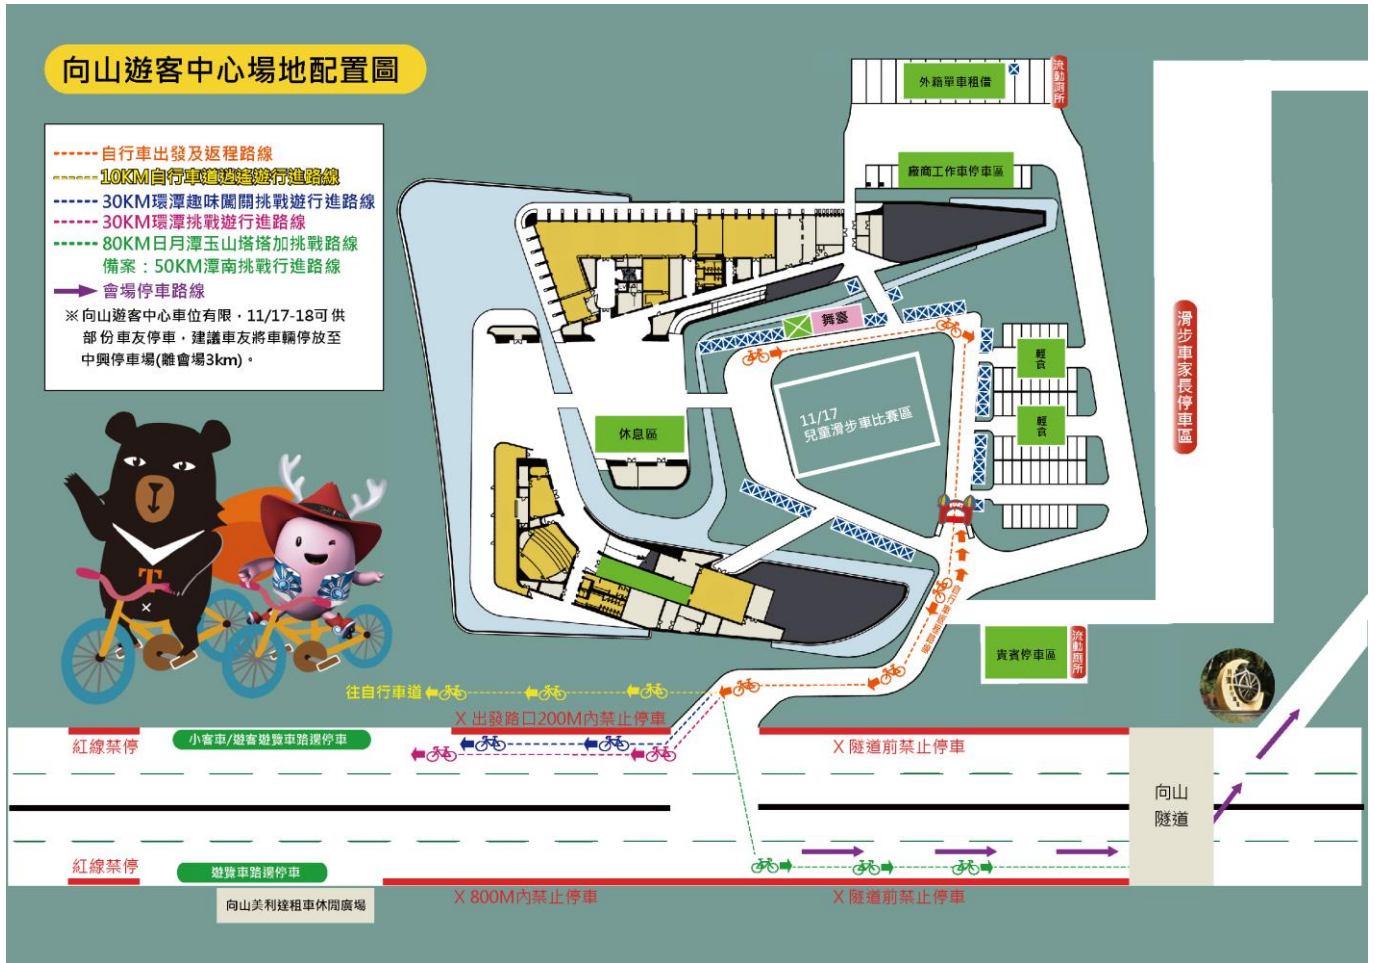 向山遊客中心場地配置圖
自行車出發及返程路線
10KM自行車道逍遙遊行進路線
30KM環潭趣味闖關挑戰遊行進路線
30KM環潭挑戰遊行進路線
80KM日月潭玉山塔塔加挑戰路線
備案：50KM潭南挑戰行進路線
會場停車路線
※向山遊客中心車位有限，11/17-18可供
部份車友停車，建議車友將車輛停放至
中興停車場(離會場3km)。
外籍單車租借
流動廁所
廠商工作車停車區
舞臺
輕食
輕食
滑步車家長停車區
11/17
兒童滑步車比賽區
休息區
貴賓停車區
流動廁所
往自行車道
X 出發路口200M內禁止停車
紅線禁停
小客車/遊客遊覽車路邊停車
X 隧道前禁止停車
向山
隧道
紅線禁停
遊覽車路邊停車
X 800M內禁止停車
X 隧道前禁止停車
向山美利達租車休閒廣場